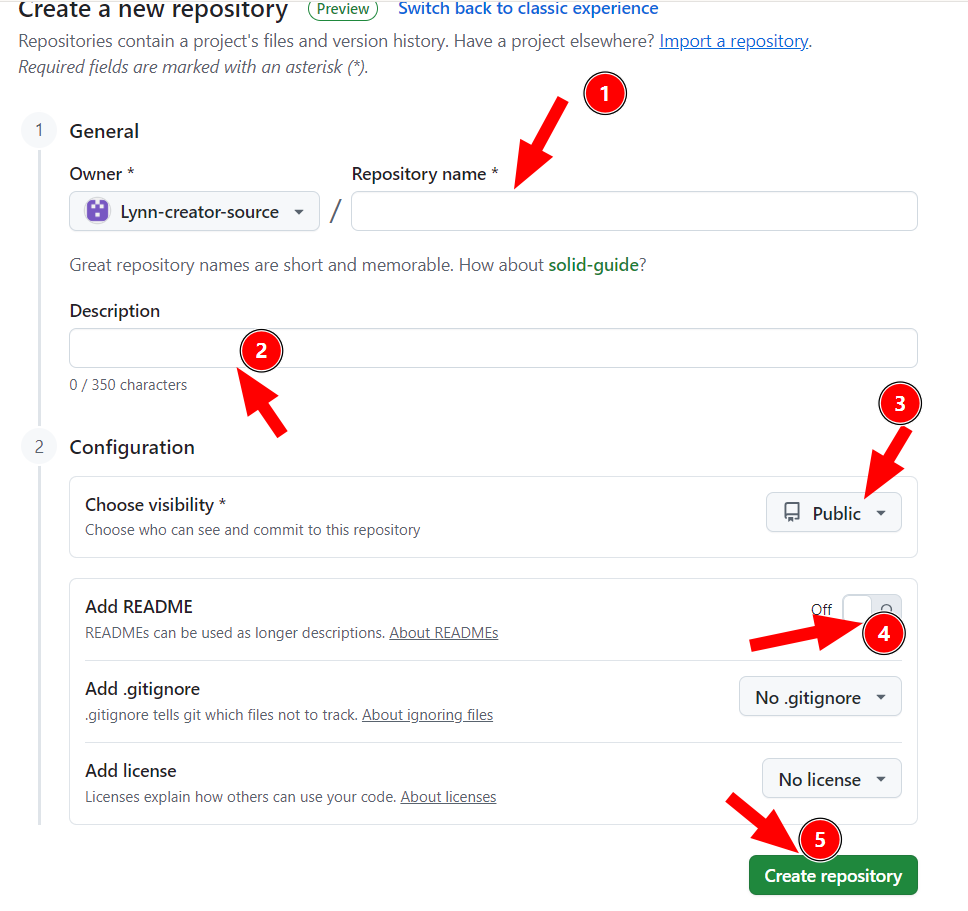 Create a new repository Preview Switch back to classic experience
Repositories contain a project's files and version history. Have a project elsewhere? Import a repository.
Required fields are marked with an asterisk (*).
1
1 General
Owner * Repository name *
Lynn-creator-source /
Great repository names are short and memorable. How about solid-guide?
Description
2
0 / 350 characters
3
2 Configuration
Choose visibility *
Choose who can see and commit to this repository
Public
Add README
Off
READMEs can be used as longer descriptions. About READMEs
4
Add .gitignore
.gitignore tells git which files not to track. About ignoring files
No .gitignore
Add license
Licenses explain how others can use your code. About licenses
No license
5
Create repository